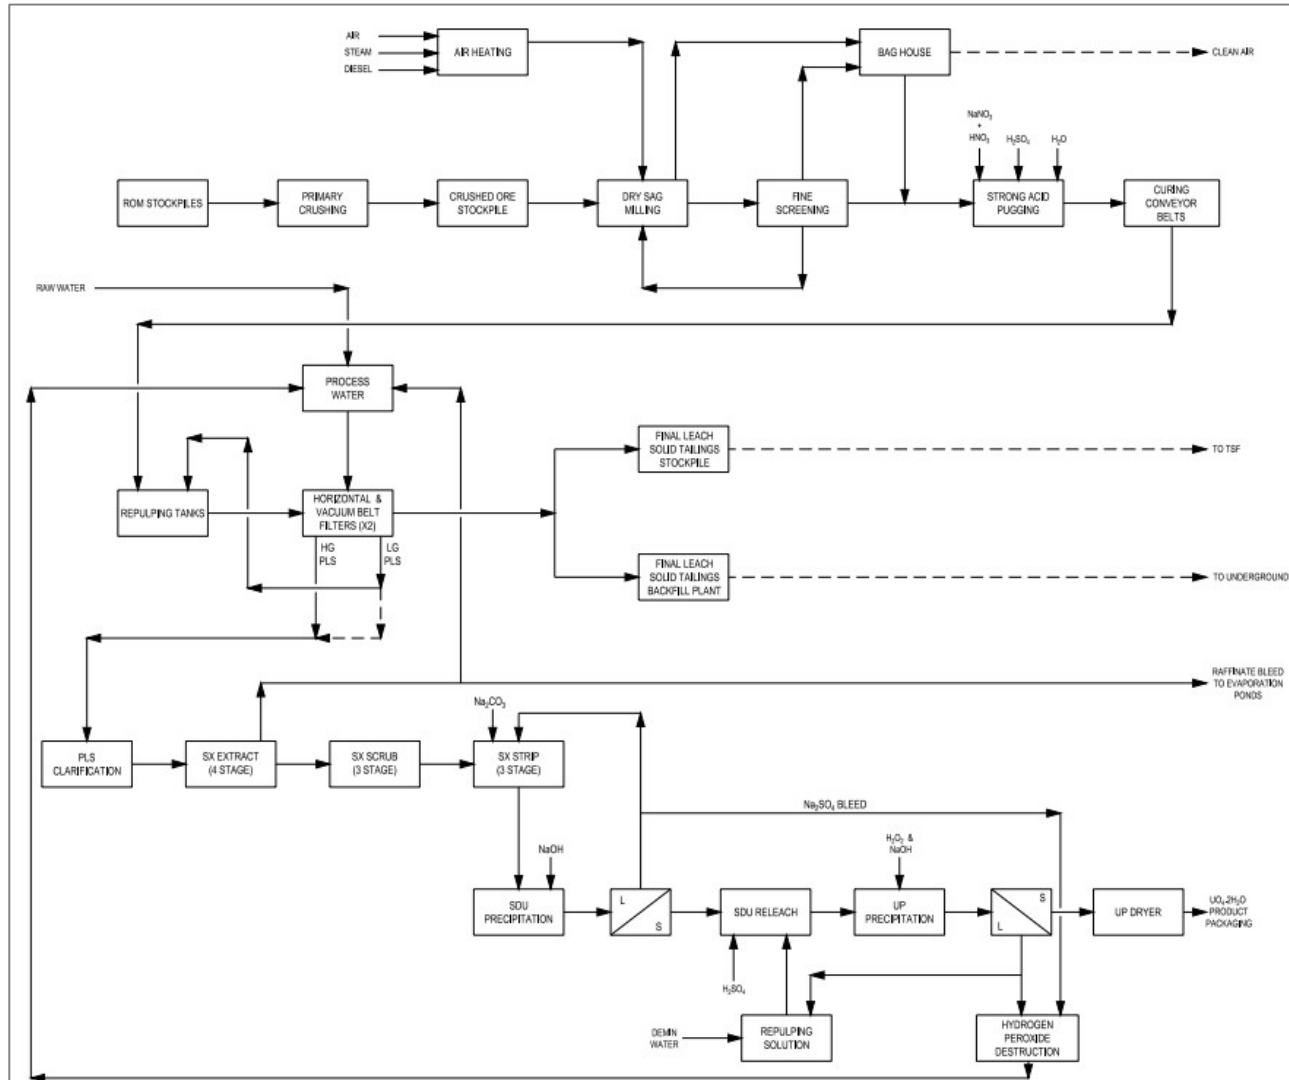 AIR
STEAM
DIESEL
AIR HEATING
BAG HOUSE
CLEAN AIR
NaNO₃
+
HNO₃
H₂SO₄
H₂O
ROM STOCKPILES
PRIMARY
CRUSHING
CRUSHED ORE
STOCKPILE
DRY SAG
MILLING
FINE
SCREENING
STRONG ACID
PUGGING
CURING
CONVEYOR
BELTS
RAW WATER
PROCESS
WATER
FINAL LEACH
SOLID TAILINGS
STOCKPILE
TO TSF
REPULPING TANKS
HORIZONTAL &
VACUUM BELT
FILTERS (X2)
HG
PLS
LG
PLS
FINAL LEACH
SOLID TAILINGS
BACKFILL PLANT
TO UNDERGROUND
RAFFINATE BLEED
TO EVAPORATION
PONDS
Na₂CO₃
PLS
CLARIFICATION
SX EXTRACT
(4 STAGE)
SX SCRUB
(3 STAGE)
SX STRIP
(3 STAGE)
Na₂SO₄ BLEED
NaOH
H₂O₂ &
NaOH
SDU
PRECIPITATION
L
S
SDU RELEACH
UP
PRECIPITATION
S
L
UP DRYER
UO₄.2H₂O
PRODUCT
PACKAGING
H₂SO₄
DEMIN
WATER
REPULPING
SOLUTION
HYDROGEN
PEROXIDE
DESTRUCTION